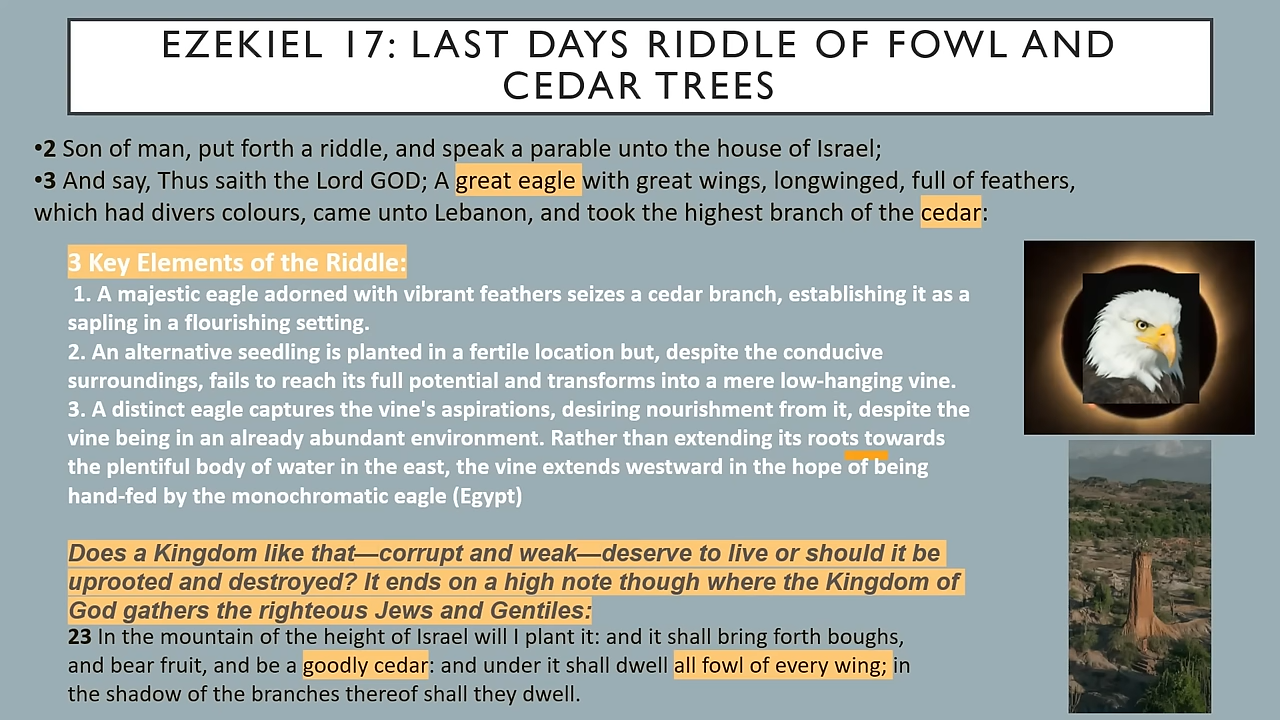 EZEKIEL 17: LAST DAYS RIDDLE OF FOWL AND
CEDAR TREES
•2 Son of man, put forth a riddle, and speak a parable unto the house of Israel;
•3 And say, Thus saith the Lord GOD; A great eagle with great wings, longwinged, full of feathers,
which had divers colours, came unto Lebanon, and took the highest branch of the cedar:
3 Key Elements of the Riddle:
1. A majestic eagle adorned with vibrant feathers seizes a cedar branch, establishing it as a
sapling in a flourishing setting.
2. An alternative seedling is planted in a fertile location but, despite the conducive
surroundings, fails to reach its full potential and transforms into a mere low-hanging vine.
3. A distinct eagle captures the vine's aspirations, desiring nourishment from it, despite the
vine being in an already abundant environment. Rather than extending its roots towards
the plentiful body of water in the east, the vine extends westward in the hope of being
hand-fed by the monochromatic eagle (Egypt)
Does a Kingdom like that—corrupt and weak—deserve to live or should it be
uprooted and destroyed? It ends on a high note though where the Kingdom of
God gathers the righteous Jews and Gentiles:
23 In the mountain of the height of Israel will I plant it: and it shall bring forth boughs,
and bear fruit, and be a goodly cedar: and under it shall dwell all fowl of every wing; in
the shadow of the branches thereof shall they dwell.